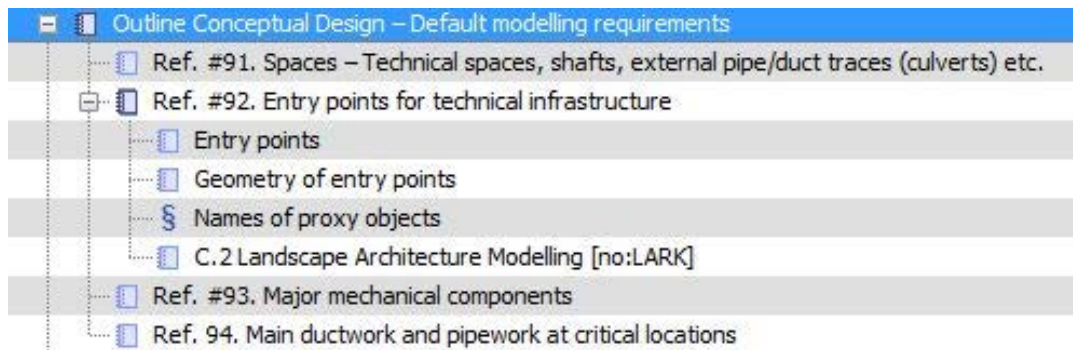 Outline Conceptual Design – Default modelling requirements
Ref. #91. Spaces – Technical spaces, shafts, external pipe/duct traces (culverts) etc.
Ref. #92. Entry points for technical infrastructure
Entry points
Geometry of entry points
§ Names of proxy objects
C.2 Landscape Architecture Modelling [no:LARK]
Ref. #93. Major mechanical components
Ref. 94. Main ductwork and pipework at critical locations